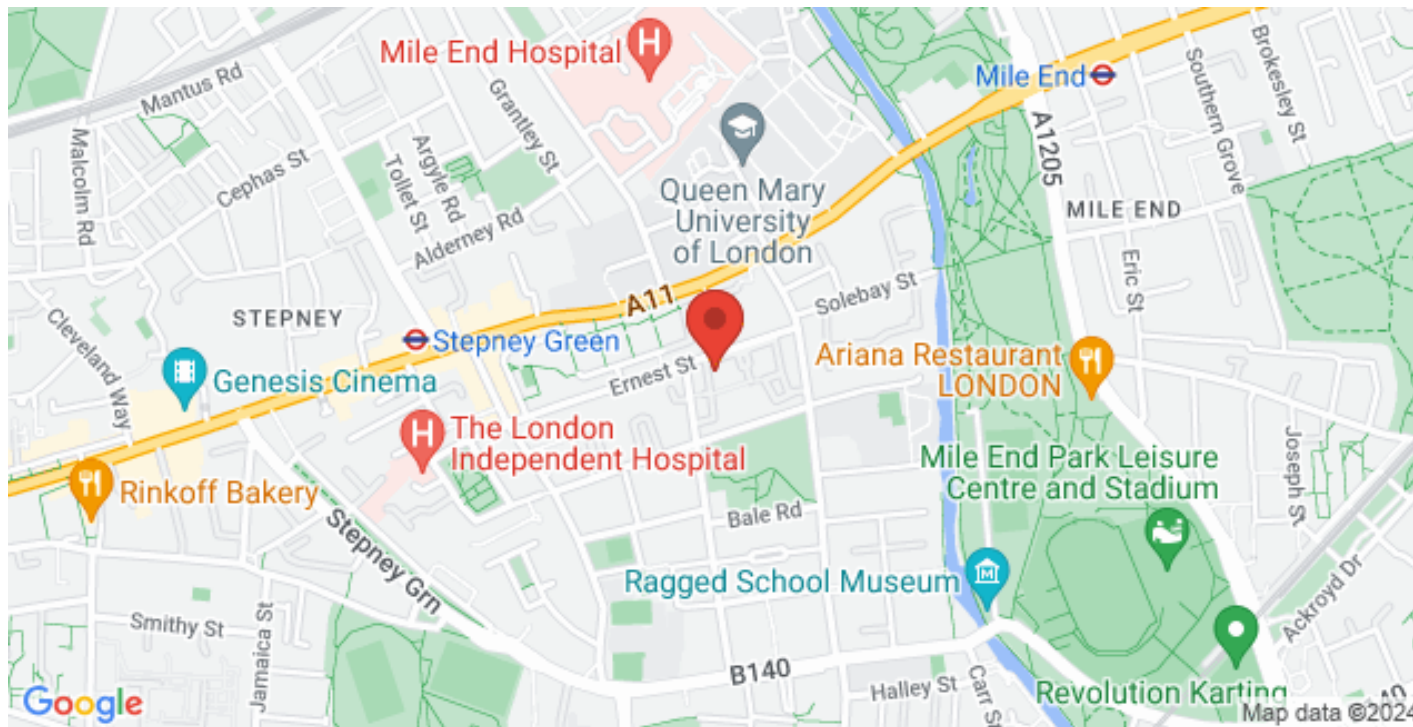 Mile End Hospital
H
Mile End
Mantus Rd
Grantley St
Southern Grove
Brokesley St
Malcolm Rd
Cephas St
Argyle Rd
Tollet St
Alderney Rd
Queen Mary
University
of London
A1205
MILE END
Eric St
Solebay St
A11
STEPNEY
Stepney Green
Cleveland Way
Genesis Cinema
Ernest St
Ariana Restaurant
LONDON
H
The London
Independent Hospital
Rinkoff Bakery
Mile End Park Leisure
Centre and Stadium
Joseph St
Bale Rd
Stepney Grn
Ragged School Museum
M
Ackroyd Dr
Smithy St
Jamaica St
B140
Halley St
Carr St
Revolution Karting
Google
Map data ©2024